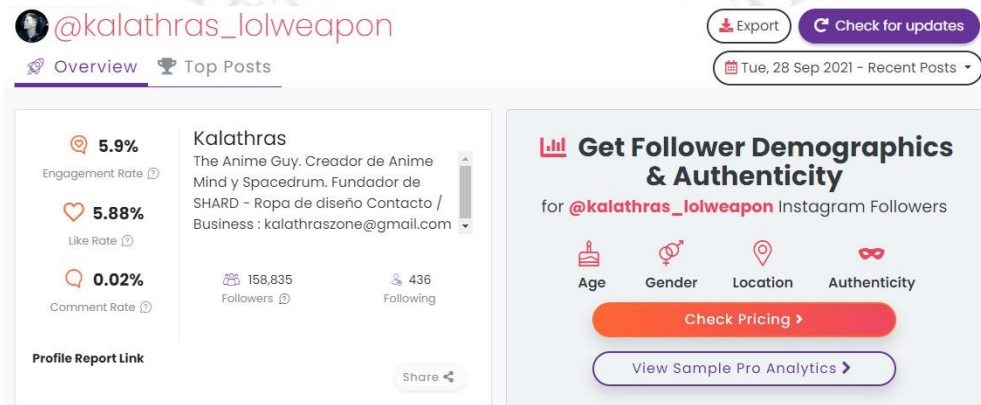 @kalathras_lolweapon
Export
Check for updates
Overview
Top Posts
Tue, 28 Sep 2021 - Recent Posts
5.9%
Engagement Rate
5.88%
Like Rate
0.02%
Comment Rate
Profile Report Link
Kalathras
The Anime Guy. Creador de Anime
Mind y Spacedrum. Fundador de
SHARD - Ropa de diseño Contacto /
Business : kalathraszone@gmail.com
158,835
Followers
436
Following
Share
Get Follower Demographics
& Authenticity
for @kalathras_lolweapon Instagram Followers
Age
Gender
Location
Authenticity
Check Pricing
View Sample Pro Analytics